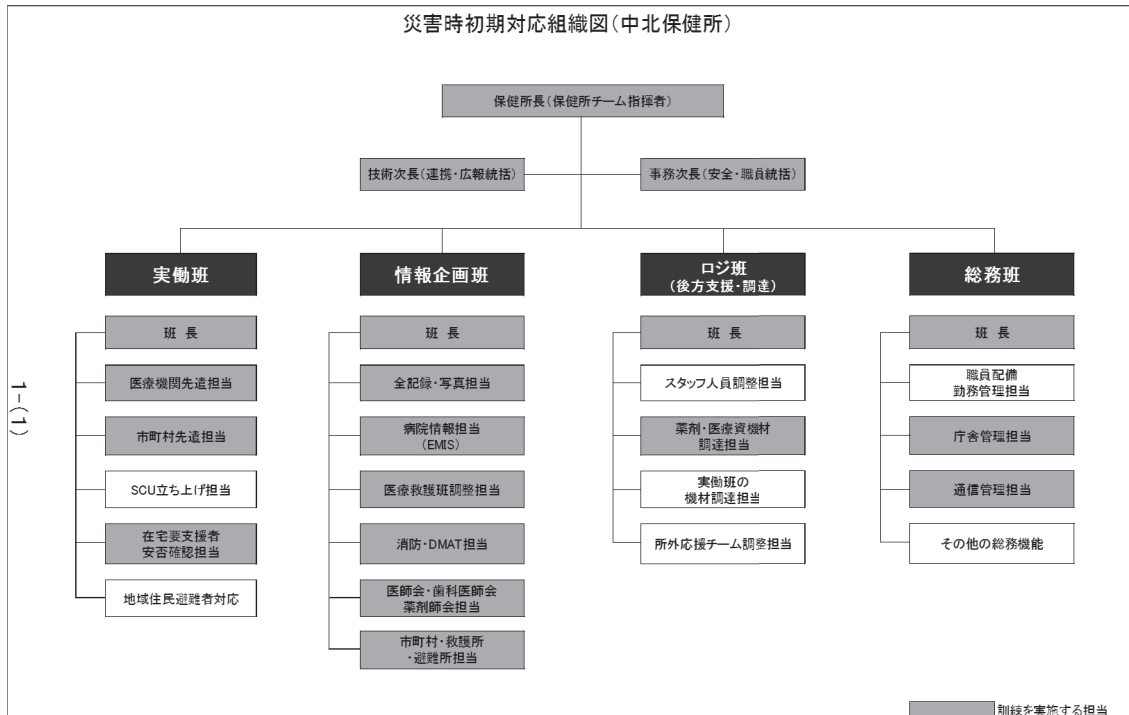 災害時初期対応組織図(中北保健所)
保健所長(保健所チーム指揮者)
技術次長(連携・広報統括)
事務次長(安全・職員統括)
実働班
班 長
医療機関先遣担当
市町村先遣担当
SCU立ち上げ担当
在宅要支援者
安否確認担当
地域住民避難者対応
情報企画班
班 長
全記録・写真担当
病院情報担当
(EMIS)
医療救護班調整担当
消防・DMAT担当
医師会・歯科医師会
薬剤師会担当
市町村・救護所
・避難所担当
ロジ班
(後方支援・調達)
班 長
スタッフ人員調整担当
薬剤・医療資機材
調達担当
実働班の
機材調達担当
所外応援チーム調整担当
総務班
班 長
職員配備
勤務管理担当
庁舎管理担当
通信管理担当
その他の総務機能
1-(1)
訓練を実施する担当